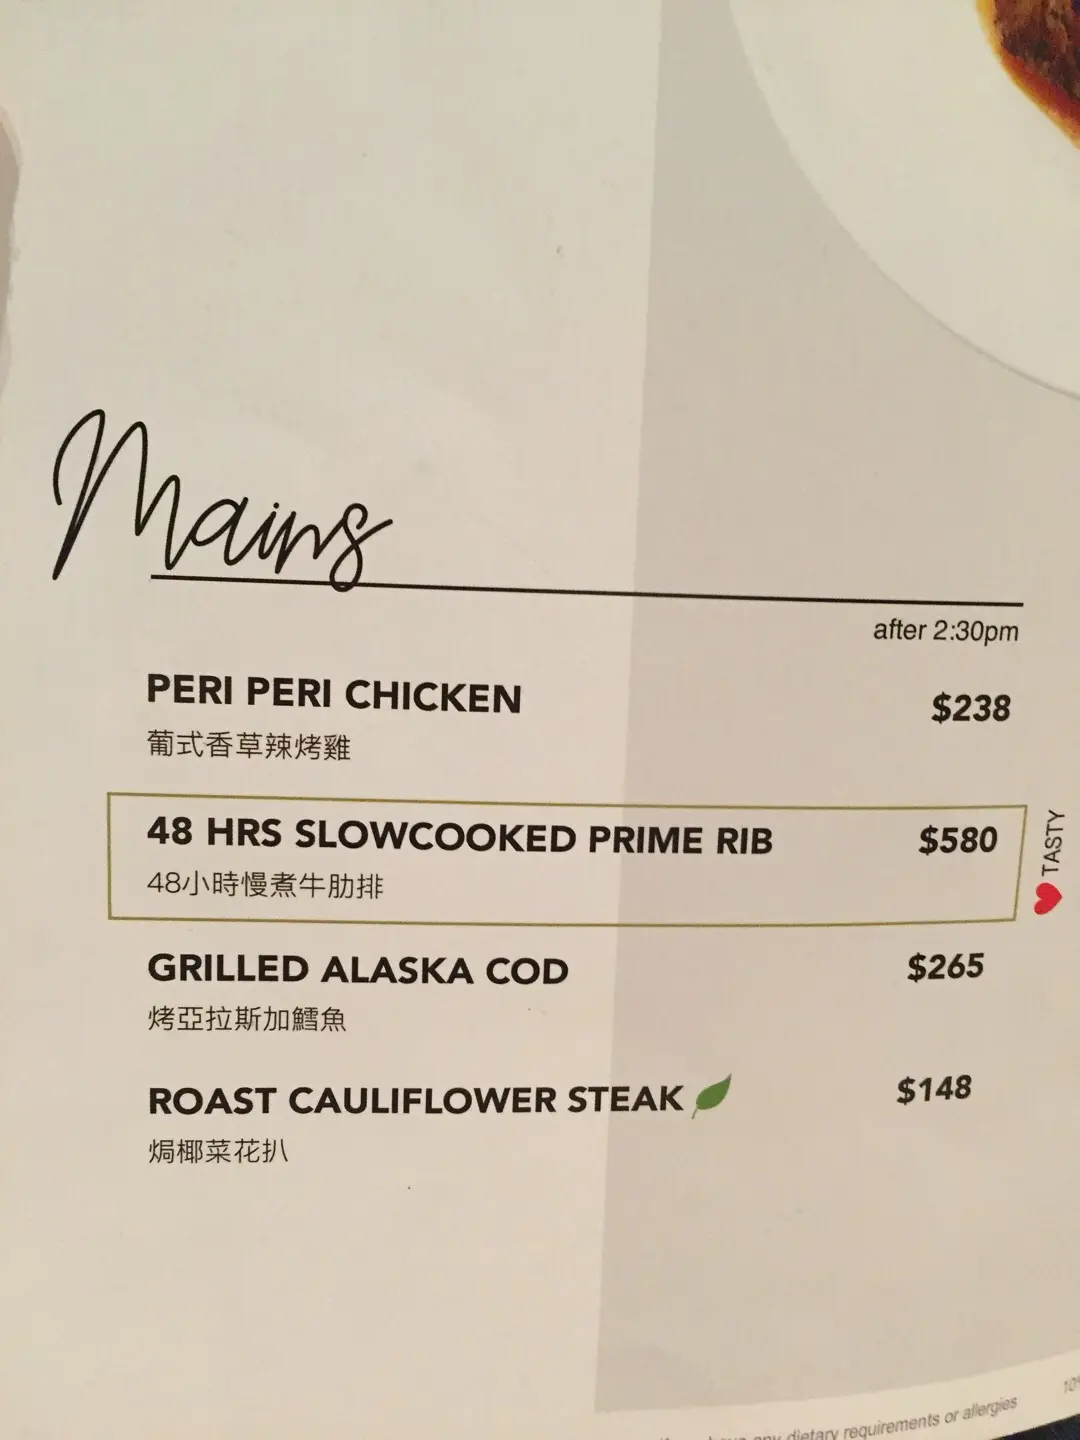 Mains
after 2:30pm
PERI PERI CHICKEN $238
葡式香草辣烤雞
48 HRS SLOWCOOKED PRIME RIB $580
TASTY
48小時慢煮牛肋排
GRILLED ALASKA COD $265
烤亞拉斯加鱈魚
ROAST CAULIFLOWER STEAK $148
焗椰菜花扒
any dietary requirements or allergies